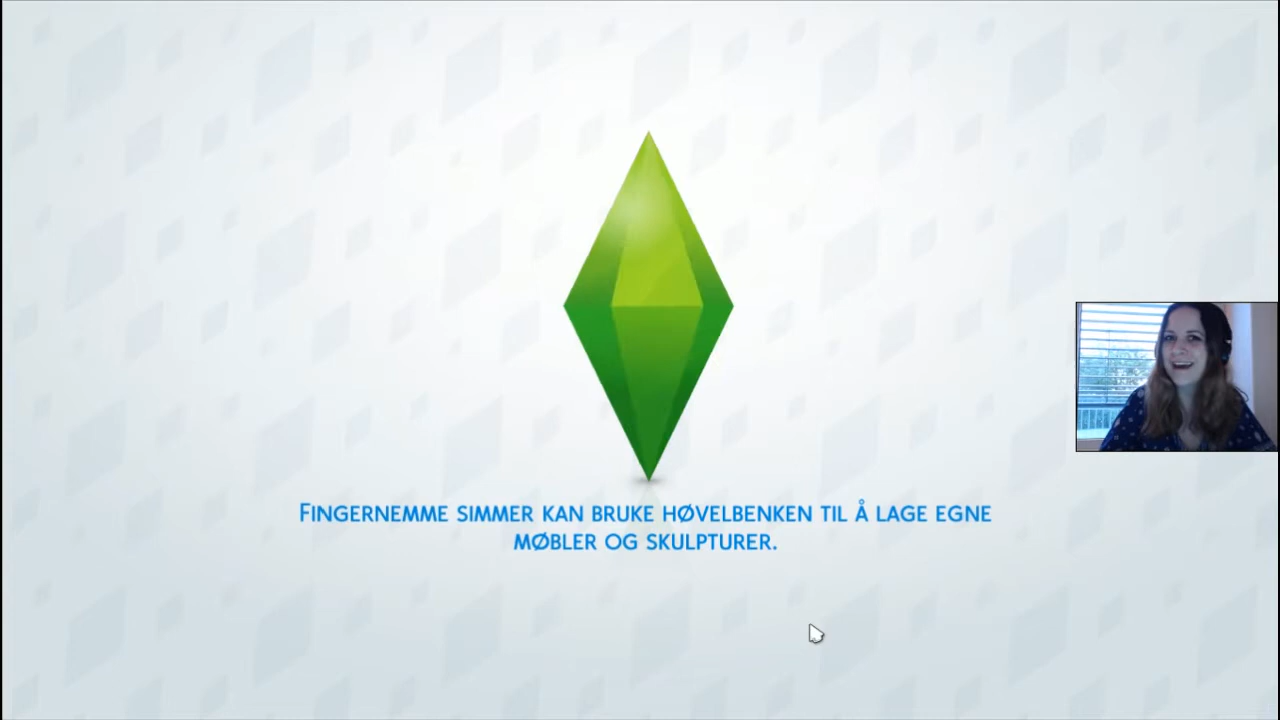 Fingernemme simmer kan bruke høvelbenken til å lage egne
møbler og skulpturer.